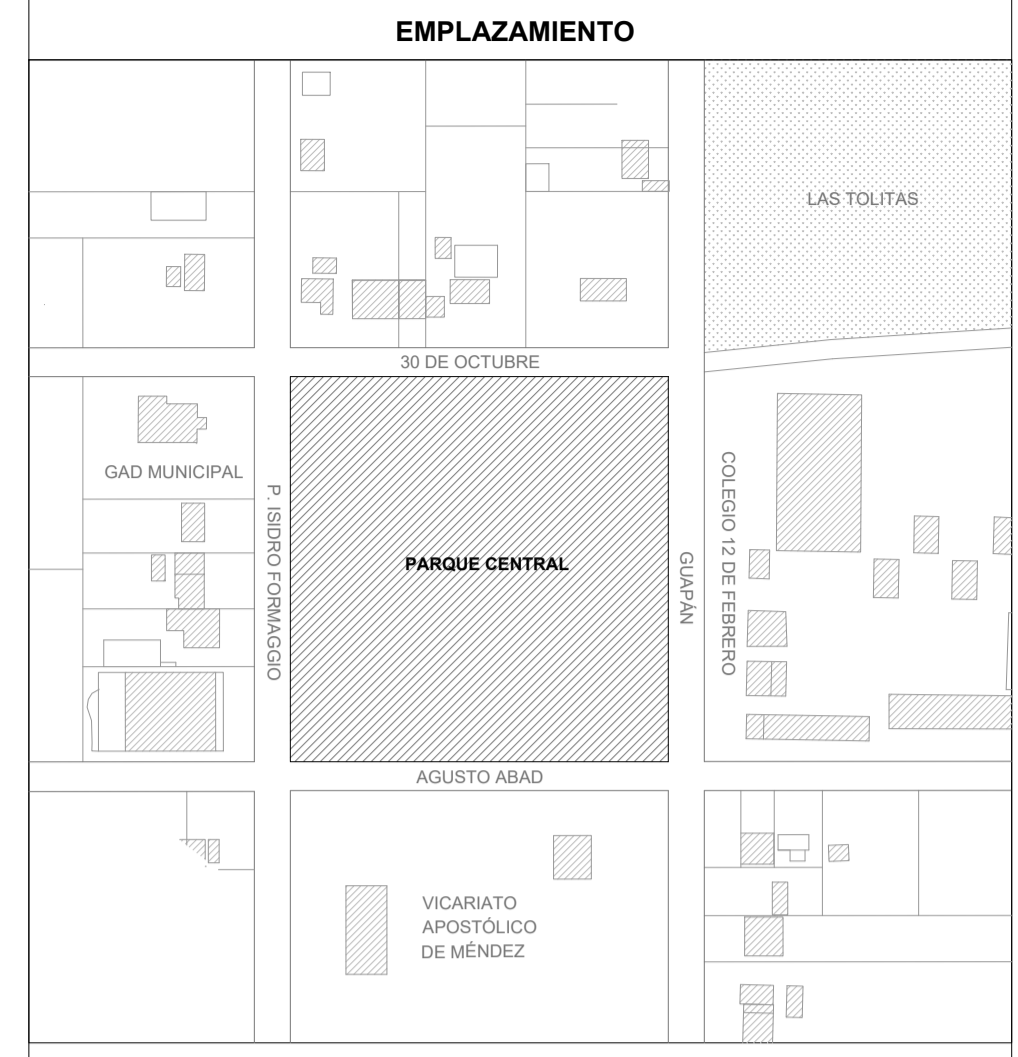 EMPLAZAMIENTO
LAS TOLITAS
30 DE OCTUBRE
GAD MUNICIPAL
P. ISIDRO FORMAGGIO
PARQUE CENTRAL
GUAPÁN
COLEGIO 12 DE FEBRERO
AGUSTO ABAD
VICARIATO
APOSTÓLICO
DE MÉNDEZ